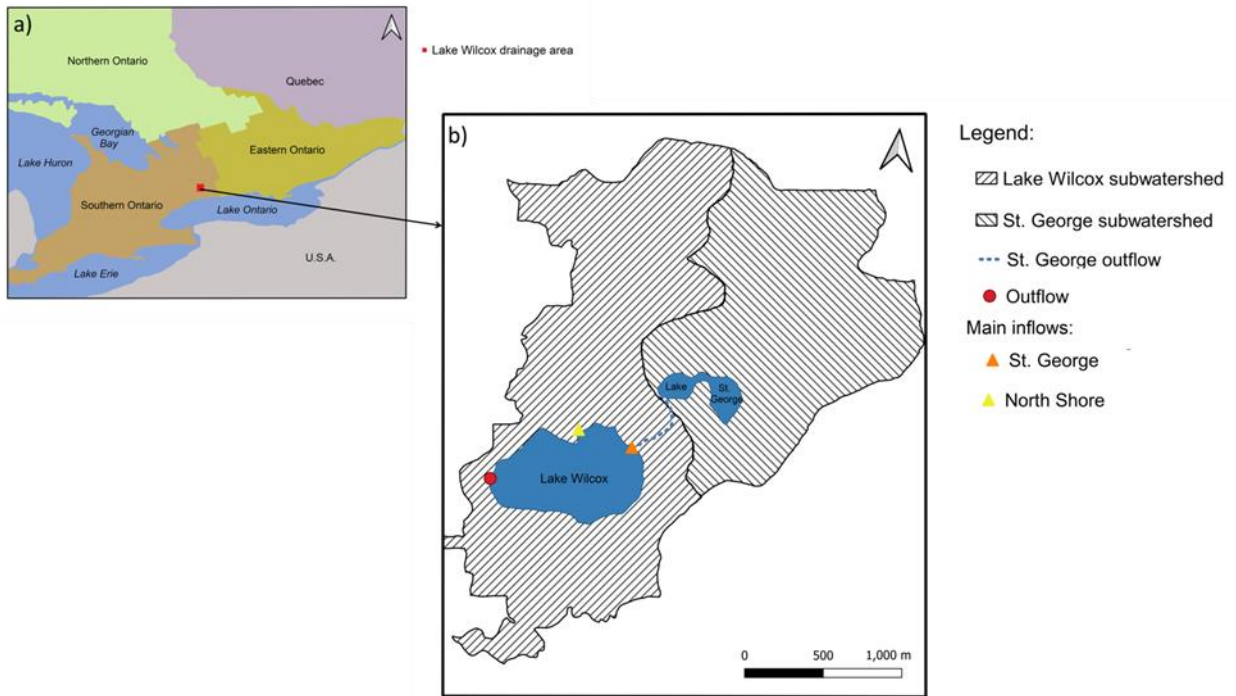 a)
Northern Ontario
Quebec
Georgian
Bay
Lake Huron
Eastern Ontario
Southern Ontario
Lake Ontario
U.S.A.
Lake Erie
Lake Wilcox drainage area
b)
Lake
St.
George
Lake Wilcox
0 500 1,000 m
Legend:
Lake Wilcox subwatershed
St. George subwatershed
St. George outflow
Outflow
Main inflows:
St. George
North Shore